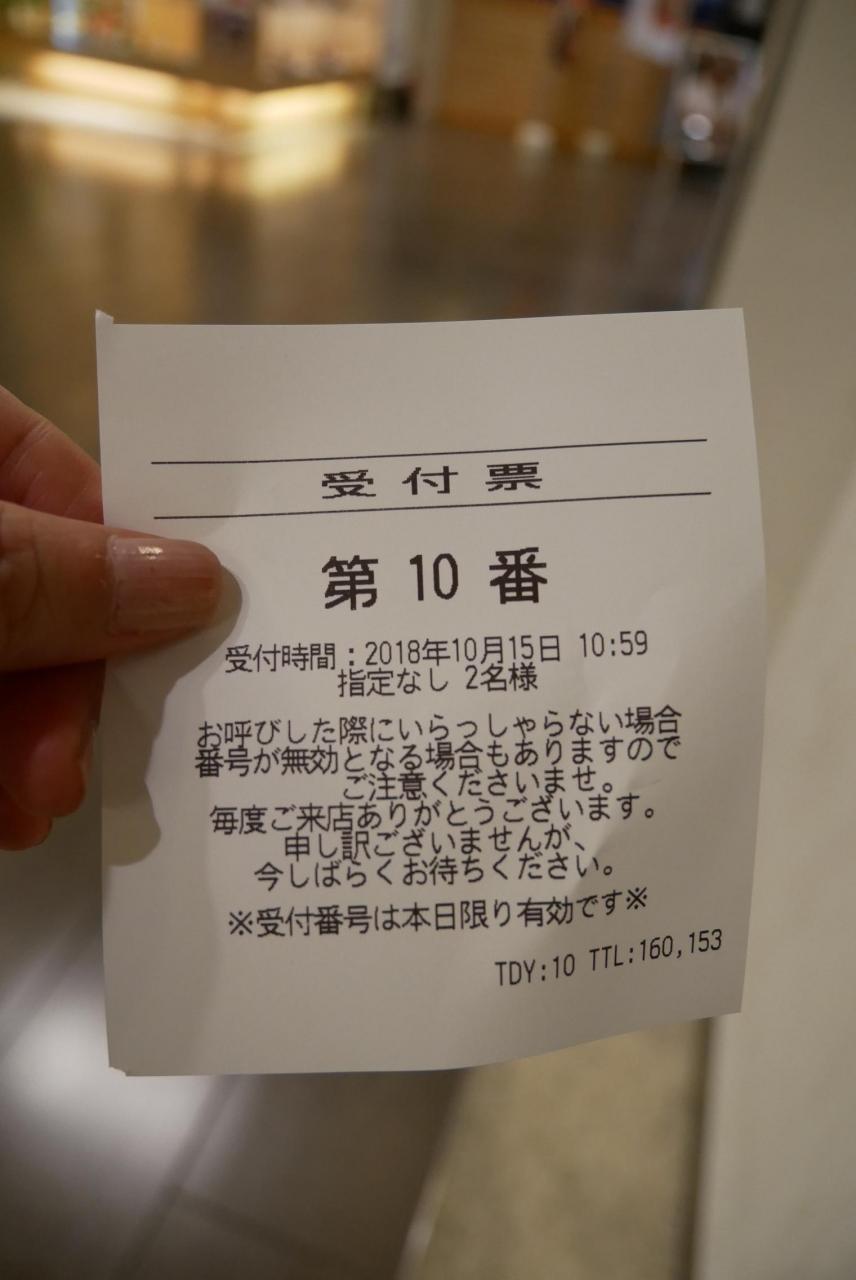 受付票
第10番
受付時間:2018年10月15日 10:59
指定なし 2名様
お呼びした際にいらっしゃらない場合
番号が無効となる場合もありますので
ご注意くださいませ。
毎度ご来店ありがとうございます。
申し訳ございませんが、
今しばらくお待ちください。
※受付番号は本日限り有効です※
TDY:10 TTL:160,153